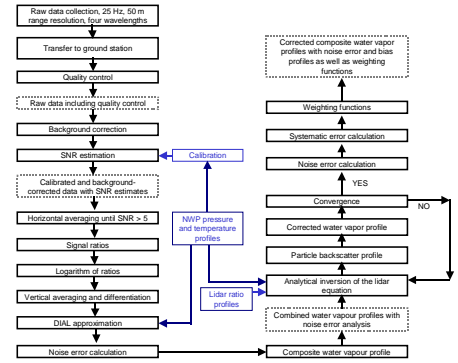 Raw data collection, 25 Hz, 50 m
range resolution, four wavelengths
Transfer to ground station
Quality control
Raw data including quality control
Background correction
SNR estimation
Calibrated and background-
corrected data with SNR estimates
Horizontal averaging until SNR > 5
Signal ratios
Logarithm of ratios
Vertical averaging and differentiation
DIAL approximation
Noise error calculation
Calibration
NWP pressure
and temperature
profiles
Lidar ratio
profiles
Corrected composite water vapor
profiles with noise error and bias
profiles as well as weighting
functions
Weighting functions
Systematic error calculation
Noise error calculation
YES
Convergence
NO
Corrected water vapor profile
Particle backscatter profile
Analytical inversion of the lidar
equation
Combined water vapour profiles with
noise error analysis
Composite water vapour profile